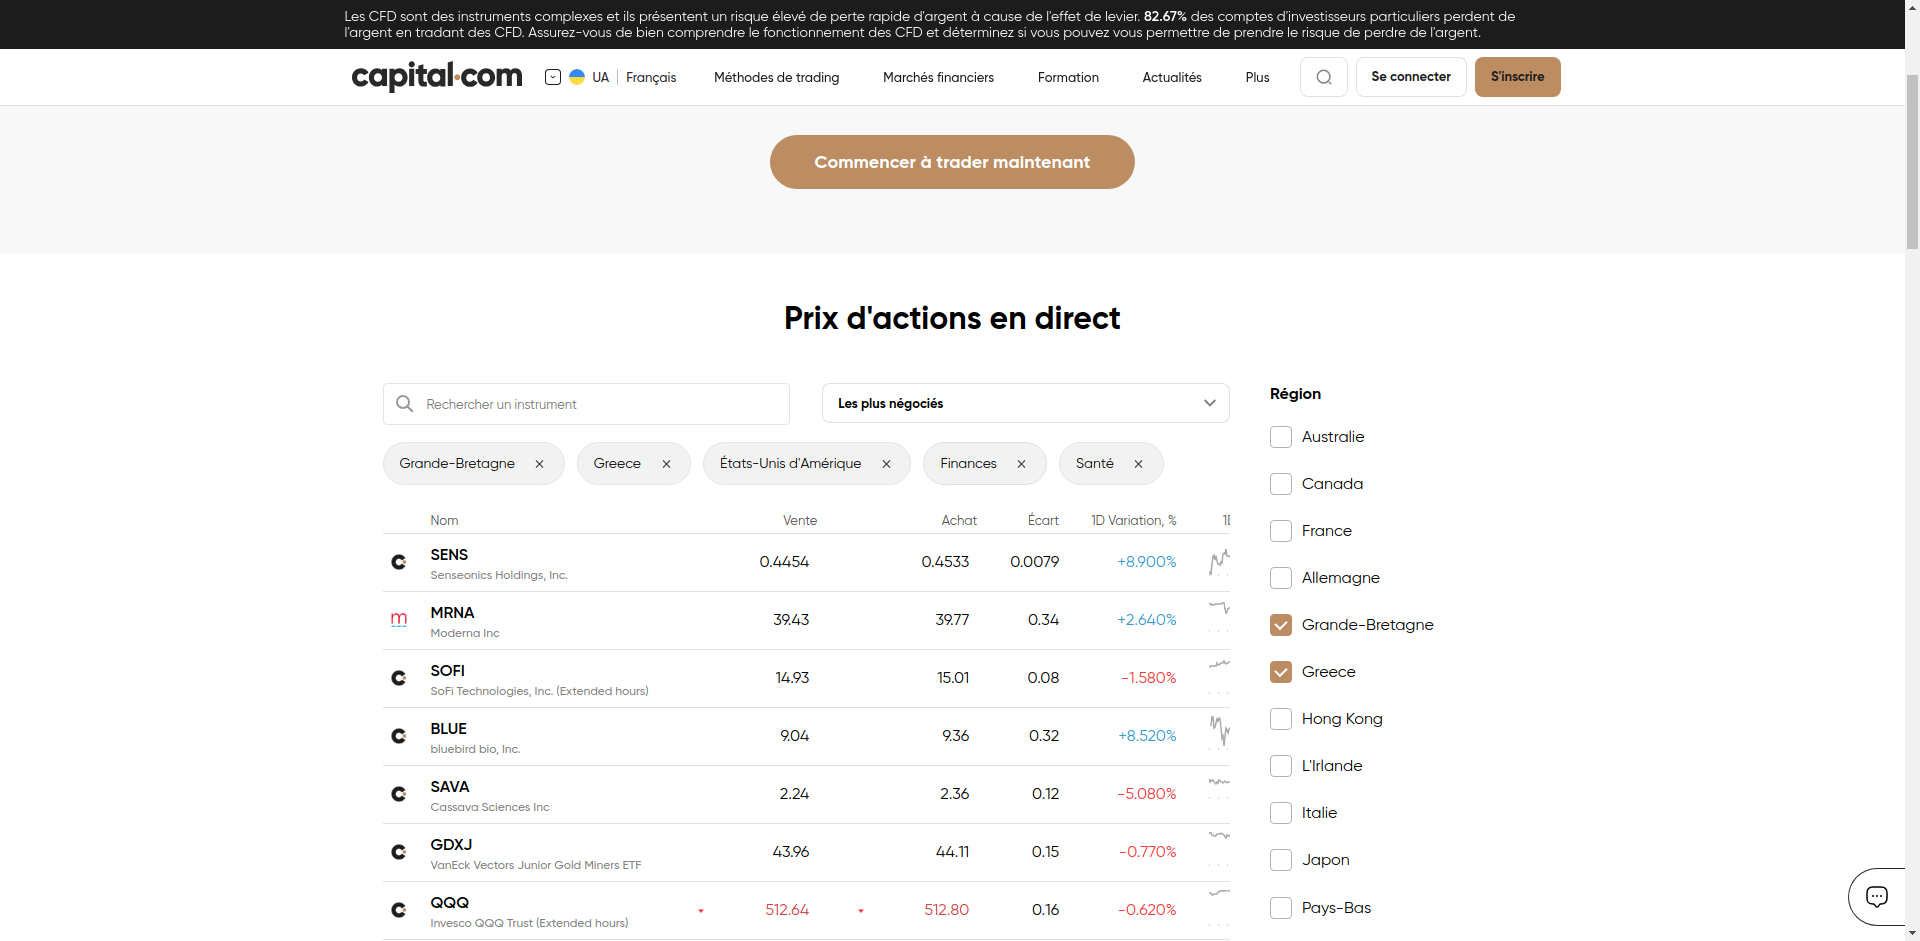 Les CFD sont des instruments complexes et ils présentent un risque élevé de perte rapide d'argent à cause de l'effet de levier. 82.67% des comptes d'investisseurs particuliers perdent de
l'argent en tradant des CFD. Assurez-vous de bien comprendre le fonctionnement des CFD et déterminez si vous pouvez vous permettre de prendre le risque de perdre de l'argent.
capital.com UA Français Méthodes de trading Marchés financiers Formation Actualités Plus Se connecter S'inscrire
Commencer à trader maintenant
Prix d'actions en direct
Rechercher un instrument
Les plus négociés
Grande-Bretagne Greece États-Unis d'Amérique Finances Santé
Nom Vente Achat Écart 1D Variation, %
SENS 0.4454 0.4533 0.0079 +8.900%
Senseonics Holdings, Inc.
MRNA 39.43 39.77 0.34 +2.640%
Moderna Inc
SOFI 14.93 15.01 0.08 -1.580%
SoFi Technologies, Inc. (Extended hours)
BLUE 9.04 9.36 0.32 +8.520%
bluebird bio, Inc.
SAVA 2.24 2.36 0.12 -5.080%
Cassava Sciences Inc
GDXJ 43.96 44.11 0.15 -0.770%
VanEck Vectors Junior Gold Miners ETF
QQQ 512.64 512.80 0.16 -0.620%
Invesco QQQ Trust (Extended hours)
Région
Australie
Canada
France
Allemagne
Grande-Bretagne
Greece
Hong Kong
L'Irlande
Italie
Japon
Pays-Bas